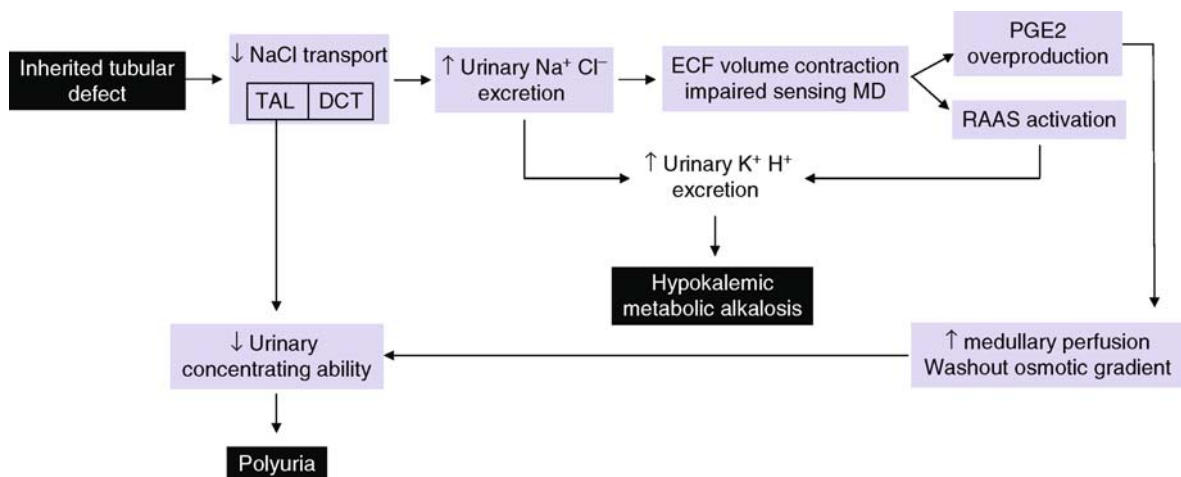 Inherited tubular
defect
↓ NaCl transport
TAL DCT
↑ Urinary Na⁺ Cl⁻
excretion
ECF volume contraction
impaired sensing MD
PGE2
overproduction
RAAS activation
↑ Urinary K⁺ H⁺
excretion
Hypokalemic
metabolic alkalosis
↓ Urinary
concentrating ability
↑ medullary perfusion
Washout osmotic gradient
Polyuria